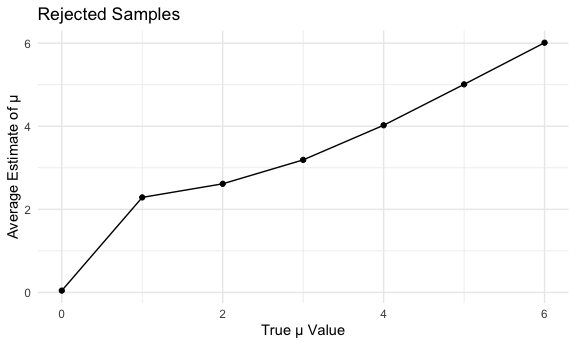 Rejected Samples
Average Estimate of μ
6
4
2
0
0 2 4 6
True μ Value